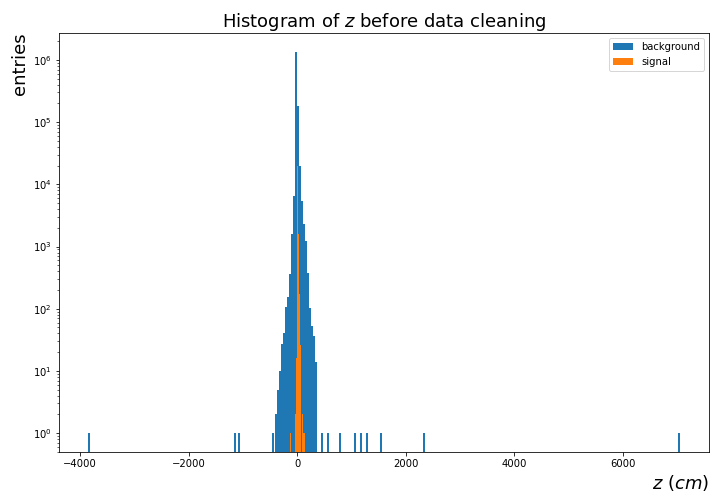 Histogram of z before data cleaning
entries
background
signal
10^6
10^5
10^4
10^3
10^2
10^1
10^0
−4000 −2000 0 2000 4000 6000
z (cm)